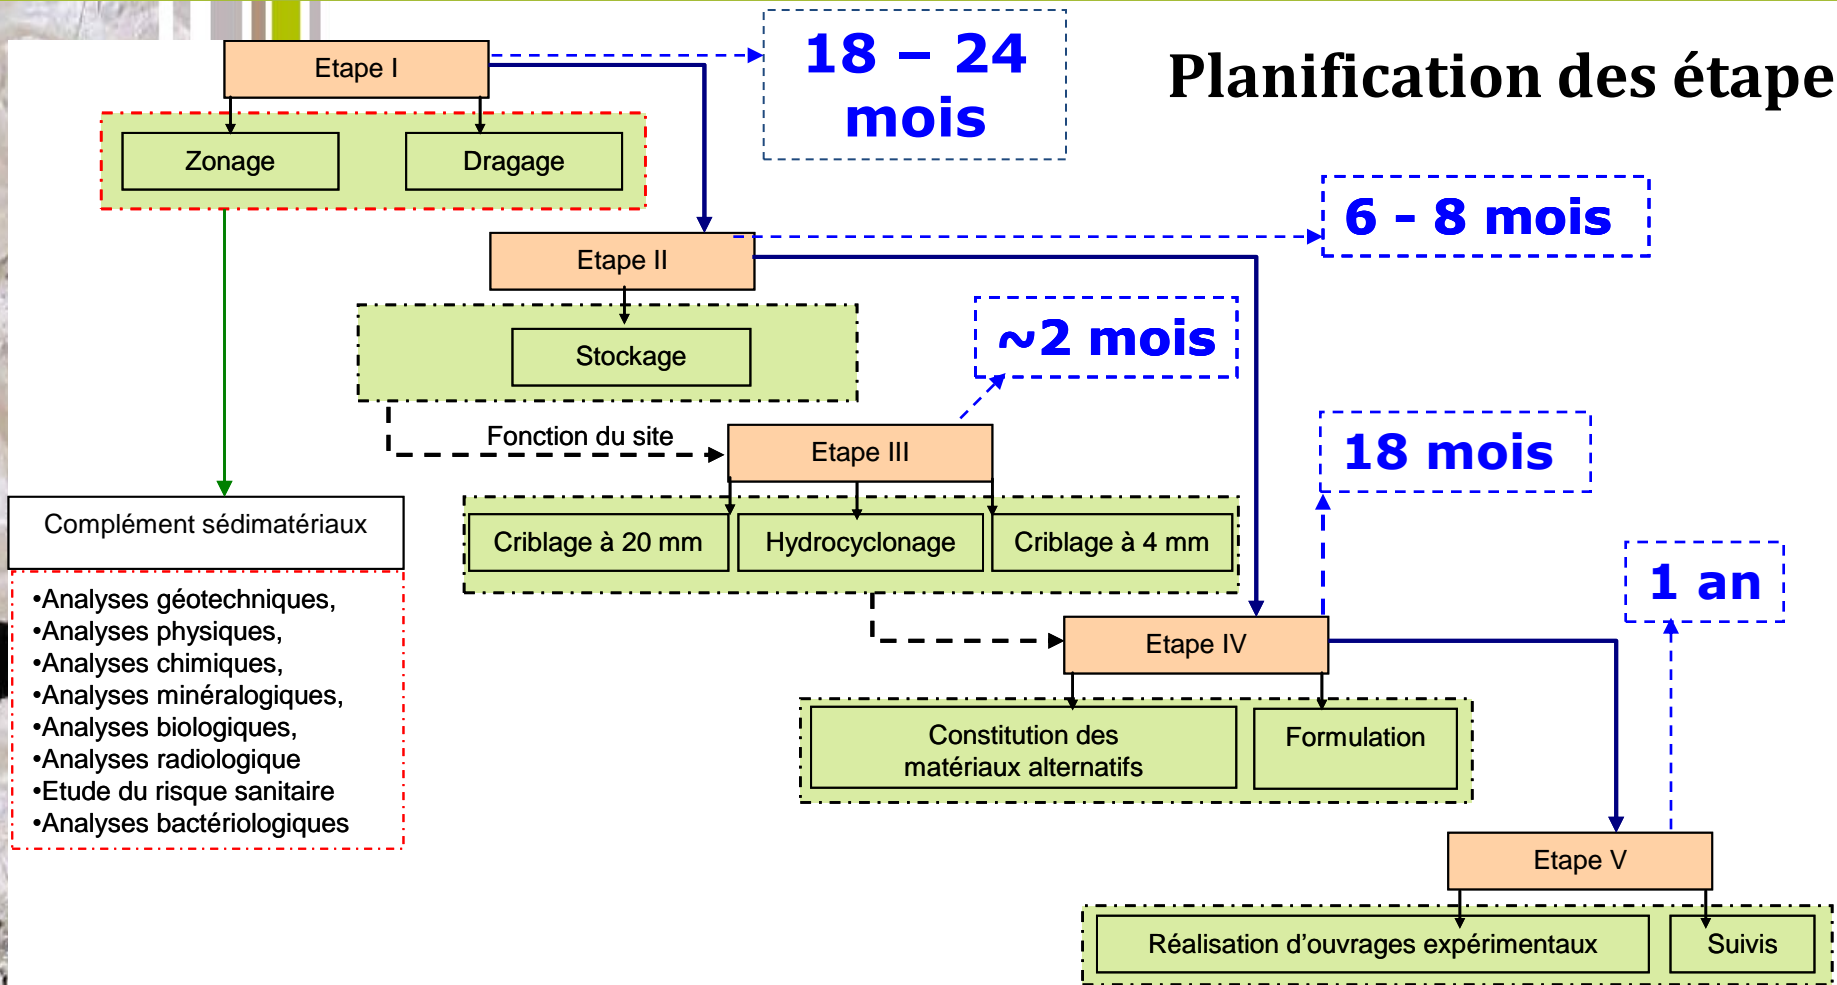 Planification des étape
Etape I
18 – 24
mois
Zonage
Dragage
6 - 8 mois
Etape II
Stockage
~2 mois
Fonction du site
Etape III
18 mois
Criblage à 20 mm
Hydrocyclonage
Criblage à 4 mm
Complément sédimatériaux
•Analyses géotechniques,
•Analyses physiques,
•Analyses chimiques,
•Analyses minéralogiques,
•Analyses biologiques,
•Analyses radiologique
•Etude du risque sanitaire
•Analyses bactériologiques
1 an
Etape IV
Constitution des
matériaux alternatifs
Formulation
Etape V
Réalisation d’ouvrages expérimentaux
Suivis